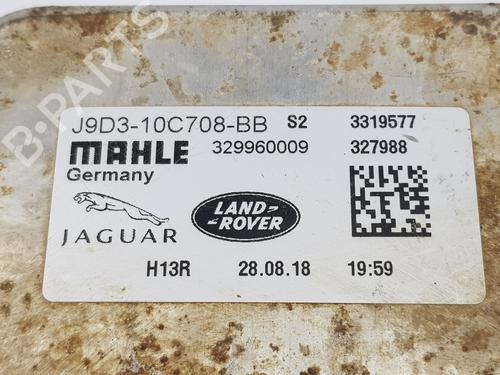 J9D3-10C708-BB S2 3319577
MAHLE 329960009 327988
Germany
JAGUAR
LAND-
ROVER
H13R 28.08.18 19:59
B-PARTS